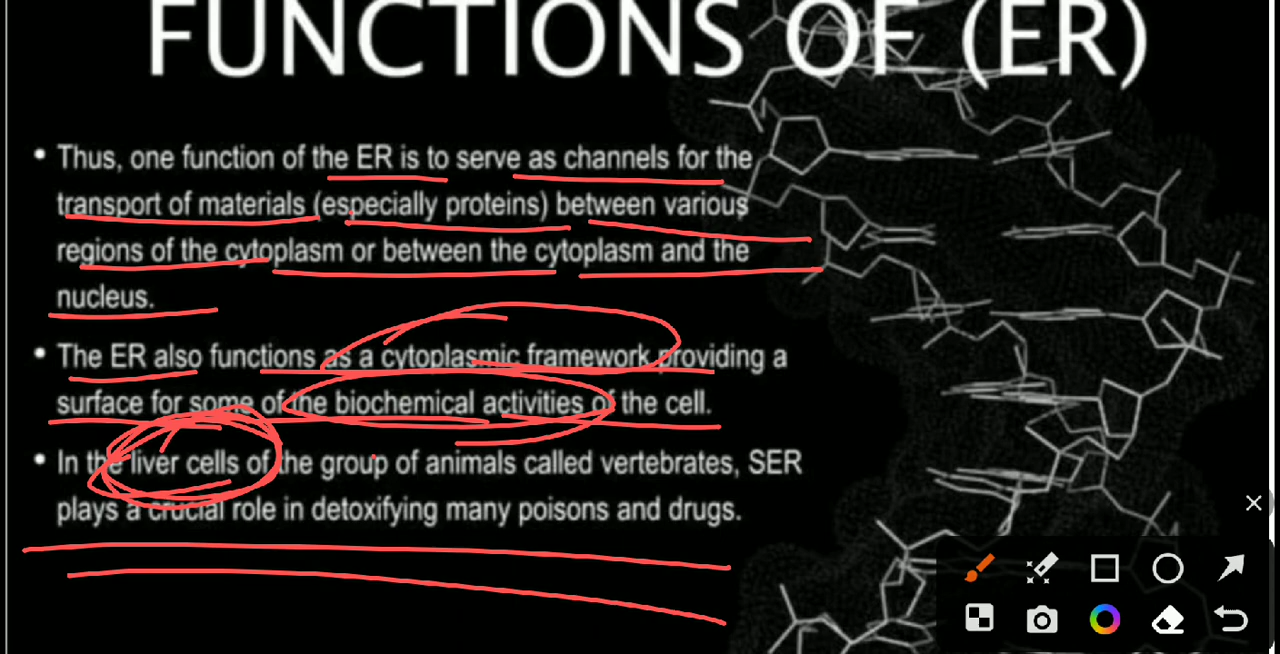 FUNCTIONS OF (ER)
• Thus, one function of the ER is to serve as channels for the
transport of materials (especially proteins) between various
regions of the cytoplasm or between the cytoplasm and the
nucleus.
• The ER also functions as a cytoplasmic framework providing a
surface for some of the biochemical activities of the cell.
• In the liver cells of the group of animals called vertebrates, SER
plays a crucial role in detoxifying many poisons and drugs.